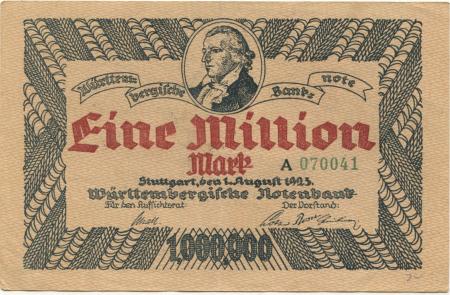 Württem- note
bergische Bank-
Eine Million
Mark A 070041
Stuttgart, den 1. August 1923.
Württembergische Notenbank
Für den Aufsichtsrat Der Vorstand:
1,000,000